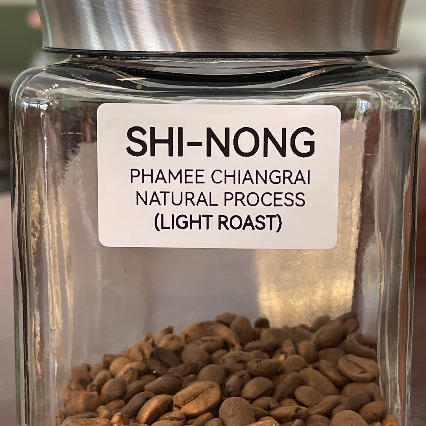 SHI-NONG
PHAMEE CHIANGRAI
NATURAL PROCESS
(LIGHT ROAST)